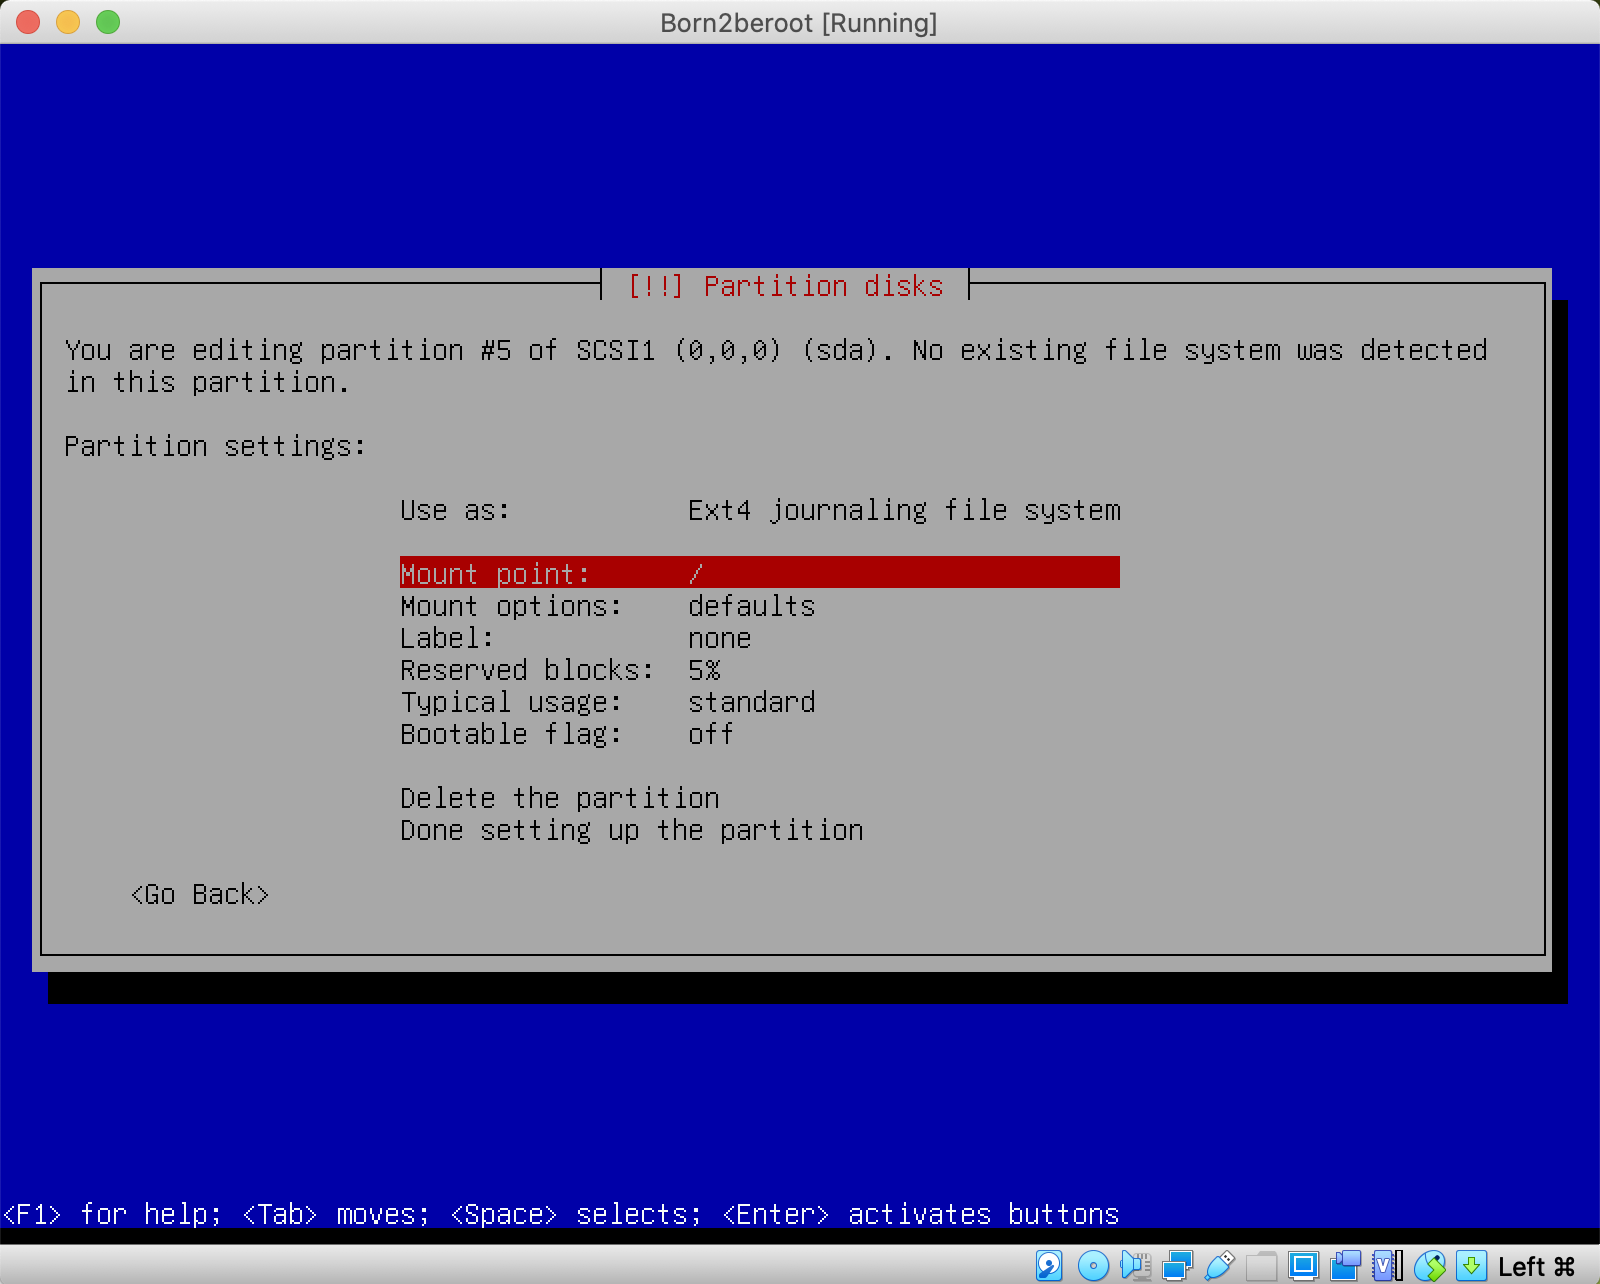 Born2beroot [Running]
[!!] Partition disks
You are editing partition #5 of SCSI1 (0,0,0) (sda). No existing file system was detected
in this partition.
Partition settings:
Use as: Ext4 journaling file system
Mount point: /
Mount options: defaults
Label: none
Reserved blocks: 5%
Typical usage: standard
Bootable flag: off
Delete the partition
Done setting up the partition
<Go Back>
<F1> for help; <Tab> moves; <Space> selects; <Enter> activates buttons
Left ⌘